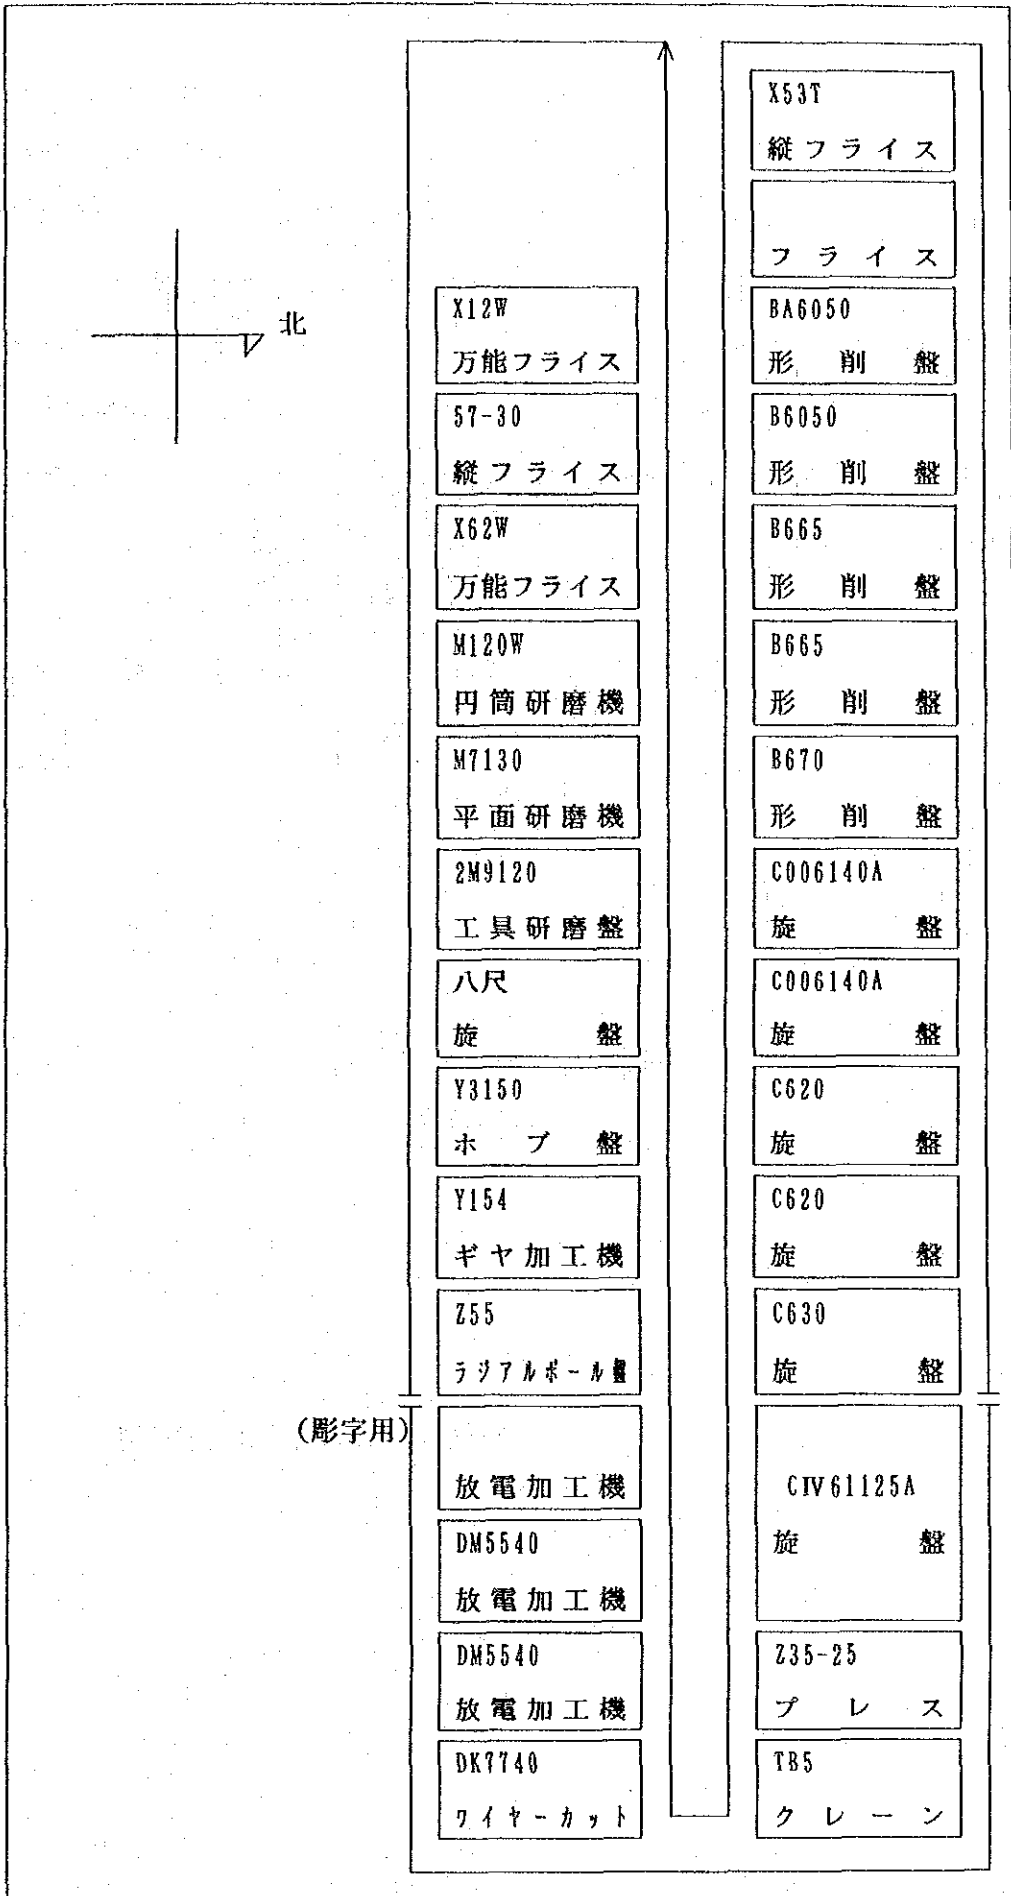 北
X12W
万能フライス
57-30
縦フライス
X62W
万能フライス
M120W
円筒研磨機
M7130
平面研磨機
2M9120
工具研磨盤
八尺
旋盤
Y3150
ホブ盤
Y154
ギヤ加工機
Z55
ラジアルボール盤
(彫字用)
放電加工機
DM5540
放電加工機
DM5540
放電加工機
DK7740
ワイヤーカット
X53T
縦フライス
フライス
BA6050
形削盤
B6050
形削盤
B665
形削盤
B665
形削盤
B670
形削盤
C006140A
旋盤
C006140A
旋盤
C620
旋盤
C620
旋盤
C630
旋盤
CIV61125A
旋盤
Z35-25
プレス
TB5
クレーン